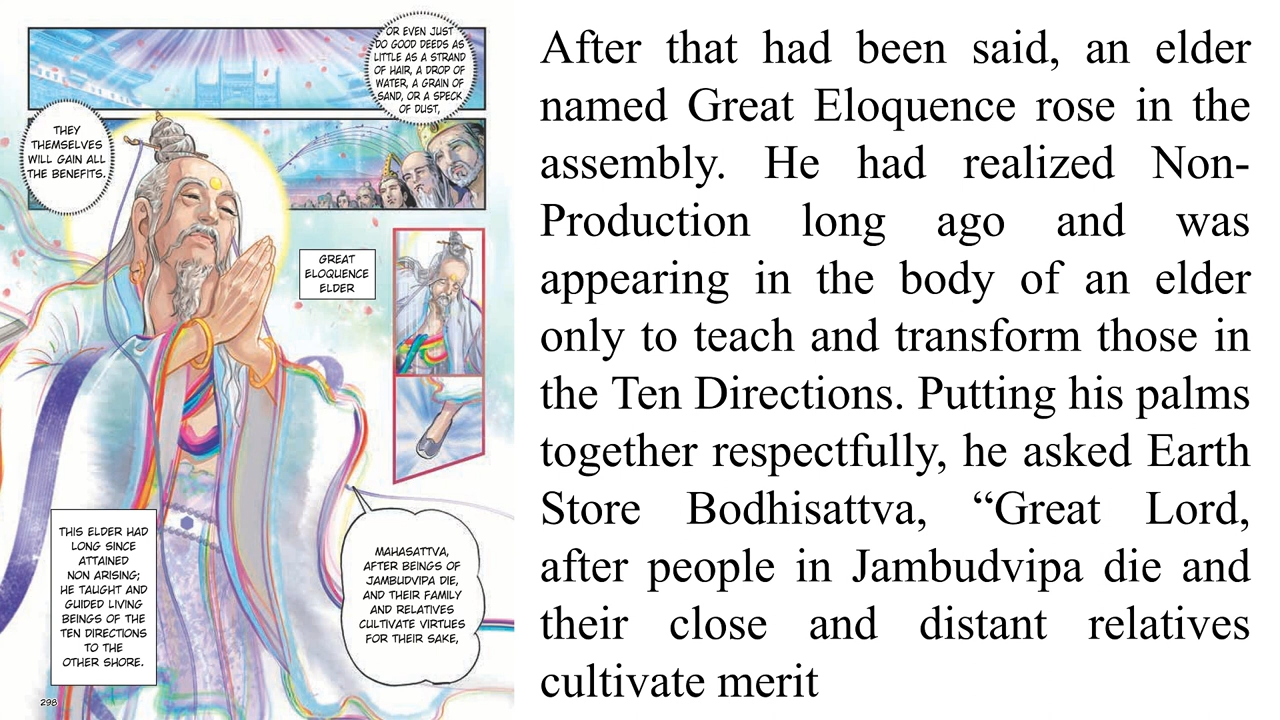 OR EVEN JUST
DO GOOD DEEDS AS
LITTLE AS A STRAND
OF HAIR, A DROP OF
WATER, A GRAIN OF
SAND, OR A SPECK
OF DUST,
THEY
THEMSELVES
WILL GAIN ALL
THE BENEFITS.
GREAT
ELOQUENCE
ELDER
THIS ELDER HAD
LONG SINCE
ATTAINED
NON ARISING;
HE TAUGHT AND
GUIDED LIVING
BEINGS OF THE
TEN DIRECTIONS
TO THE
OTHER SHORE.
MAHASATTVA,
AFTER BEINGS OF
JAMBUDVIPA DIE,
AND THEIR FAMILY
AND RELATIVES
CULTIVATE VIRTUES
FOR THEIR SAKE,
298
After that had been said, an elder
named Great Eloquence rose in the
assembly. He had realized Non-
Production long ago and was
appearing in the body of an elder
only to teach and transform those in
the Ten Directions. Putting his palms
together respectfully, he asked Earth
Store Bodhisattva, “Great Lord,
after people in Jambudvipa die and
their close and distant relatives
cultivate merit